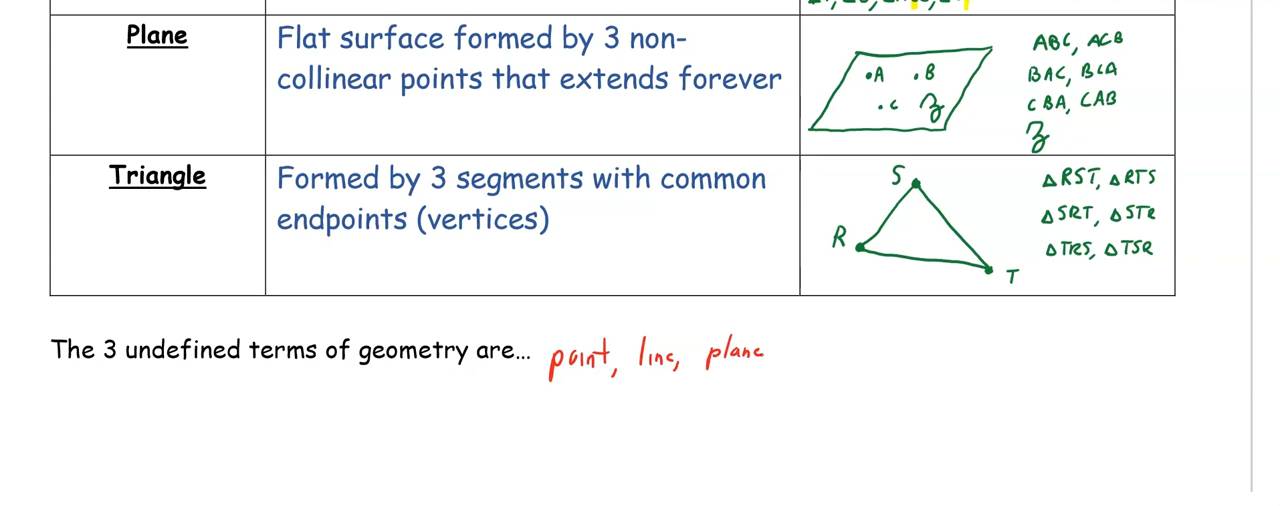 Plane
Flat surface formed by 3 non-
collinear points that extends forever
A
B
C
z
ABC, ACB
BAC, BCA
CBA, CAB
z
Triangle
Formed by 3 segments with common
endpoints (vertices)
S
R
T
△RST, △RTS
△SRT, △STR
△TRS, △TSR
The 3 undefined terms of geometry are... point, line, plane